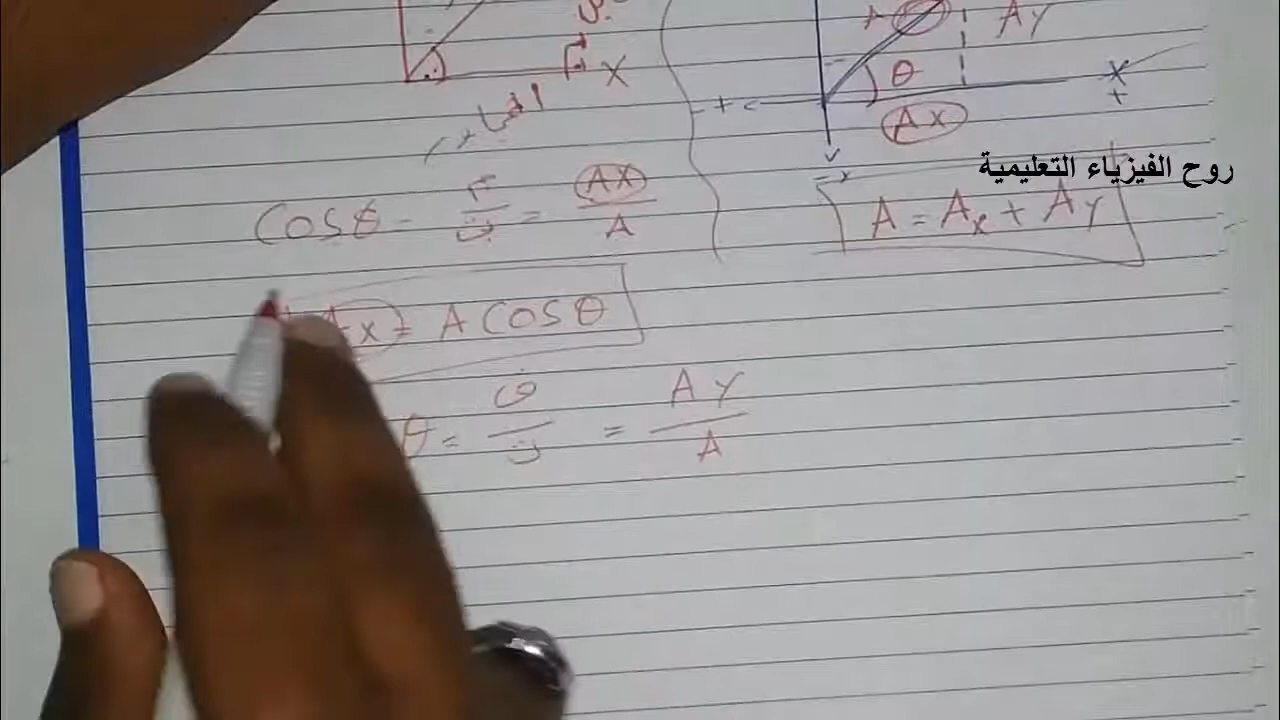 X
θ
Ay
X
+
+
Ax
روح الفيزياء التعليمية
A = Ax + Ay
Cosθ = م/ت = AX/A
Ax = A Cosθ
θ = ف/ت = AY/A